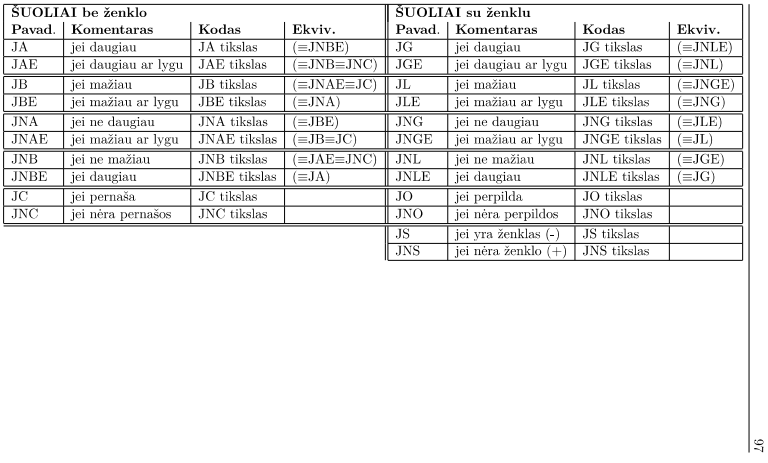 ŠUOLIAI be ženklo ŠUOLIAI su ženklu
Pavad. Komentaras Kodas Ekviv. Pavad. Komentaras Kodas Ekviv.
JA jei daugiau JA tikslas (≡JNBE) JG jei daugiau JG tikslas (≡JNLE)
JAE jei daugiau ar lygu JAE tikslas (≡JNB≡JNC) JGE jei daugiau ar lygu JGE tikslas (≡JNL)
JB jei mažiau JB tikslas (≡JNAE≡JC) JL jei mažiau JL tikslas (≡JNGE)
JBE jei mažiau ar lygu JBE tikslas (≡JNA) JLE jei mažiau ar lygu JLE tikslas (≡JNG)
JNA jei ne daugiau JNA tikslas (≡JBE) JNG jei ne daugiau JNG tikslas (≡JLE)
JNAE jei mažiau ar lygu JNAE tikslas (≡JB≡JC) JNGE jei mažiau ar lygu JNGE tikslas (≡JL)
JNB jei ne mažiau JNB tikslas (≡JAE≡JNC) JNL jei ne mažiau JNL tikslas (≡JGE)
JNBE jei daugiau JNBE tikslas (≡JA) JNLE jei daugiau JNLE tikslas (≡JG)
JC jei pernaša JC tikslas JO jei perpilda JO tikslas
JNC jei nėra pernašos JNC tikslas JNO jei nėra perpildos JNO tikslas
JS jei yra ženklas (-) JS tikslas
JNS jei nėra ženklo (+) JNS tikslas
97